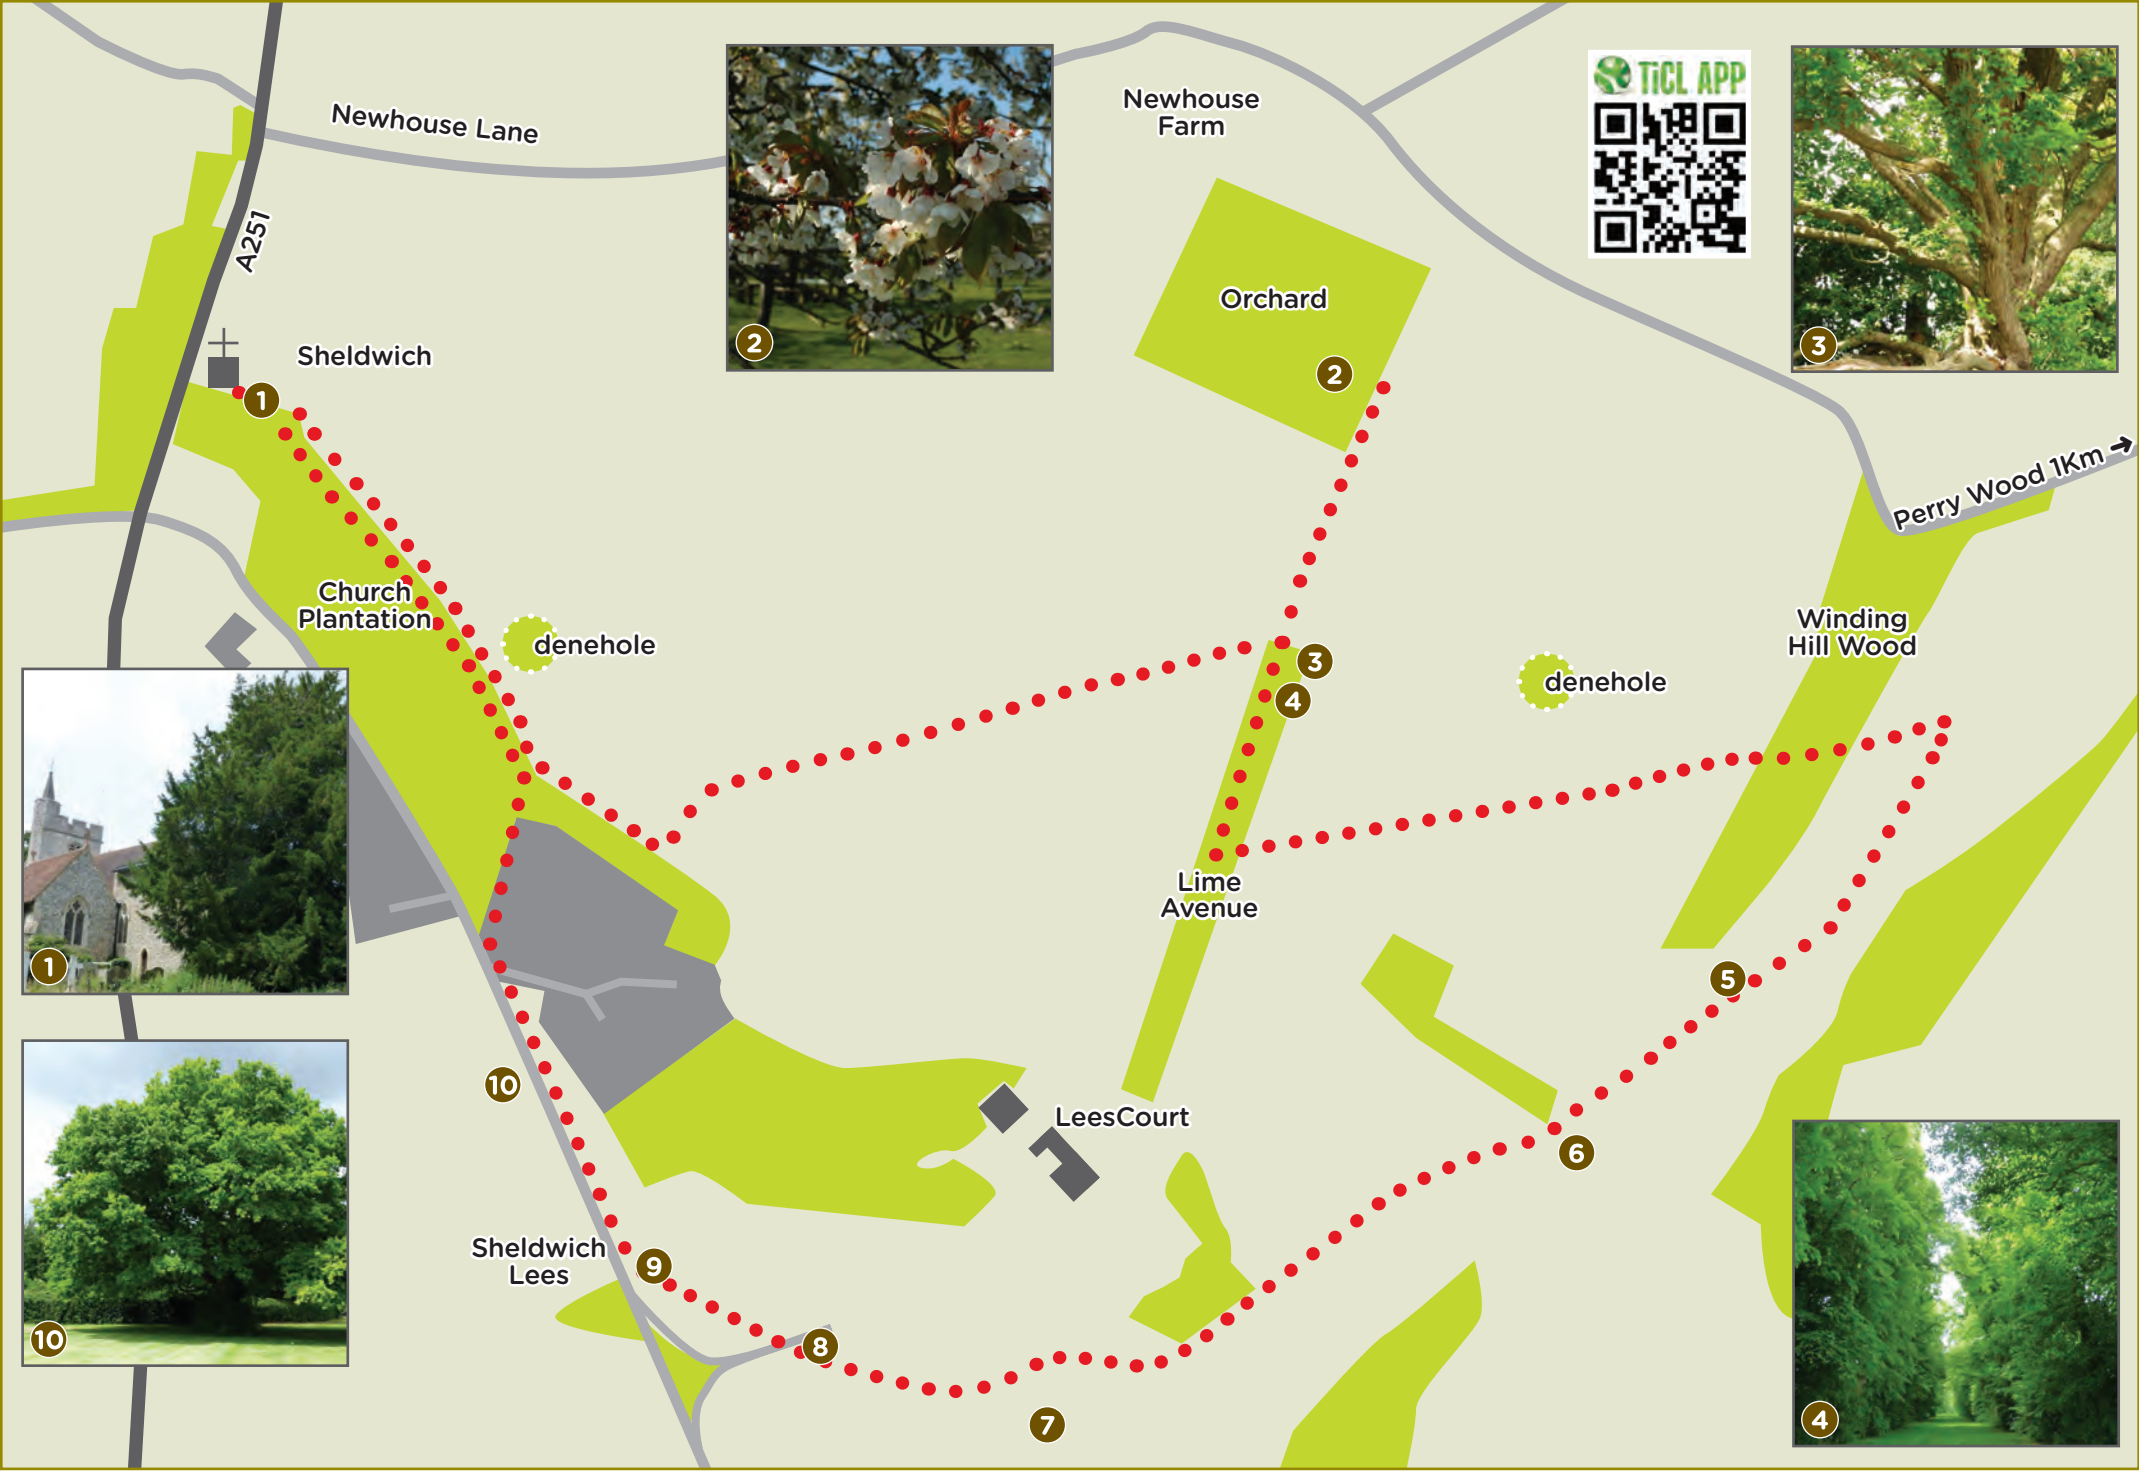 Newhouse Lane
A251
Newhouse
Farm
TiCL APP
2
3
Orchard
2
Sheldwich
1
Perry Wood 1Km →
Church
Plantation
denehole
Winding
Hill Wood
3
4
denehole
Lime
Avenue
1
5
10
LeesCourt
6
Sheldwich
Lees
9
8
7
10
4